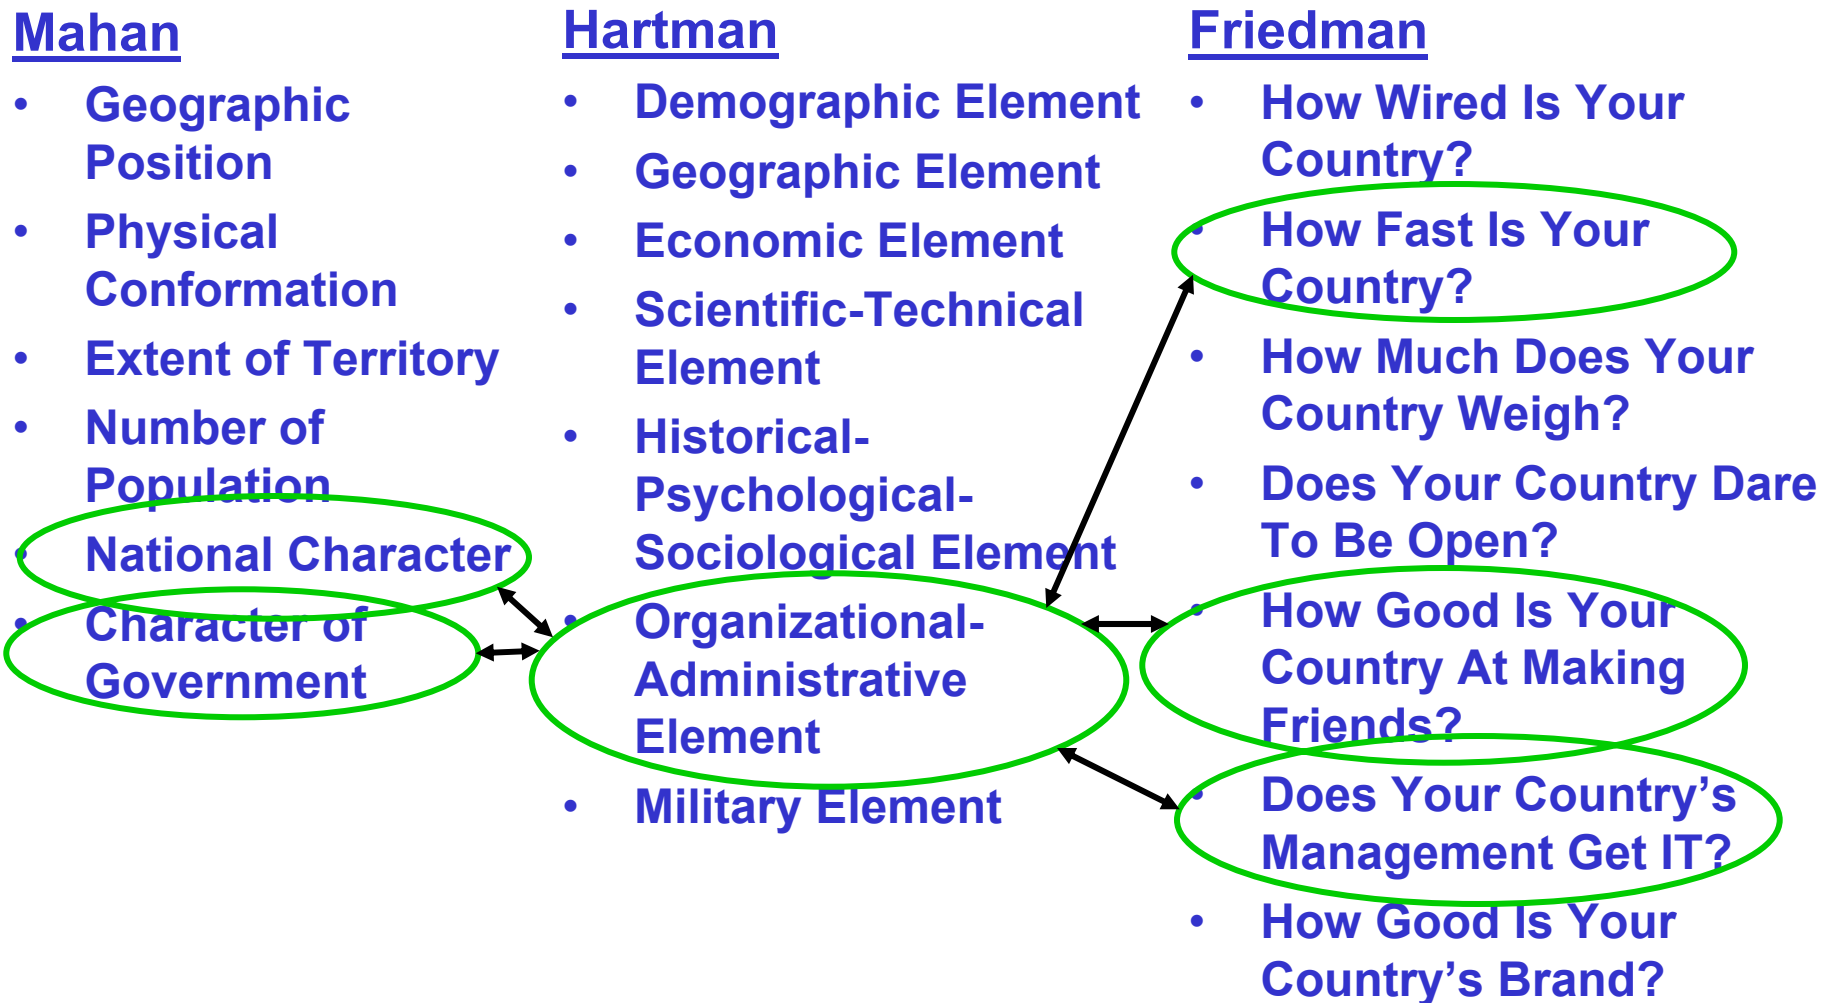 Mahan
• Geographic
Position
• Physical
Conformation
• Extent of Territory
• Number of
Population
• National Character
• Character of
Government
Hartman
• Demographic Element
• Geographic Element
• Economic Element
• Scientific-Technical
Element
• Historical-
Psychological-
Sociological Element
• Organizational-
Administrative
Element
• Military Element
Friedman
• How Wired Is Your
Country?
• How Fast Is Your
Country?
• How Much Does Your
Country Weigh?
• Does Your Country Dare
To Be Open?
• How Good Is Your
Country At Making
Friends?
• Does Your Country’s
Management Get IT?
• How Good Is Your
Country’s Brand?